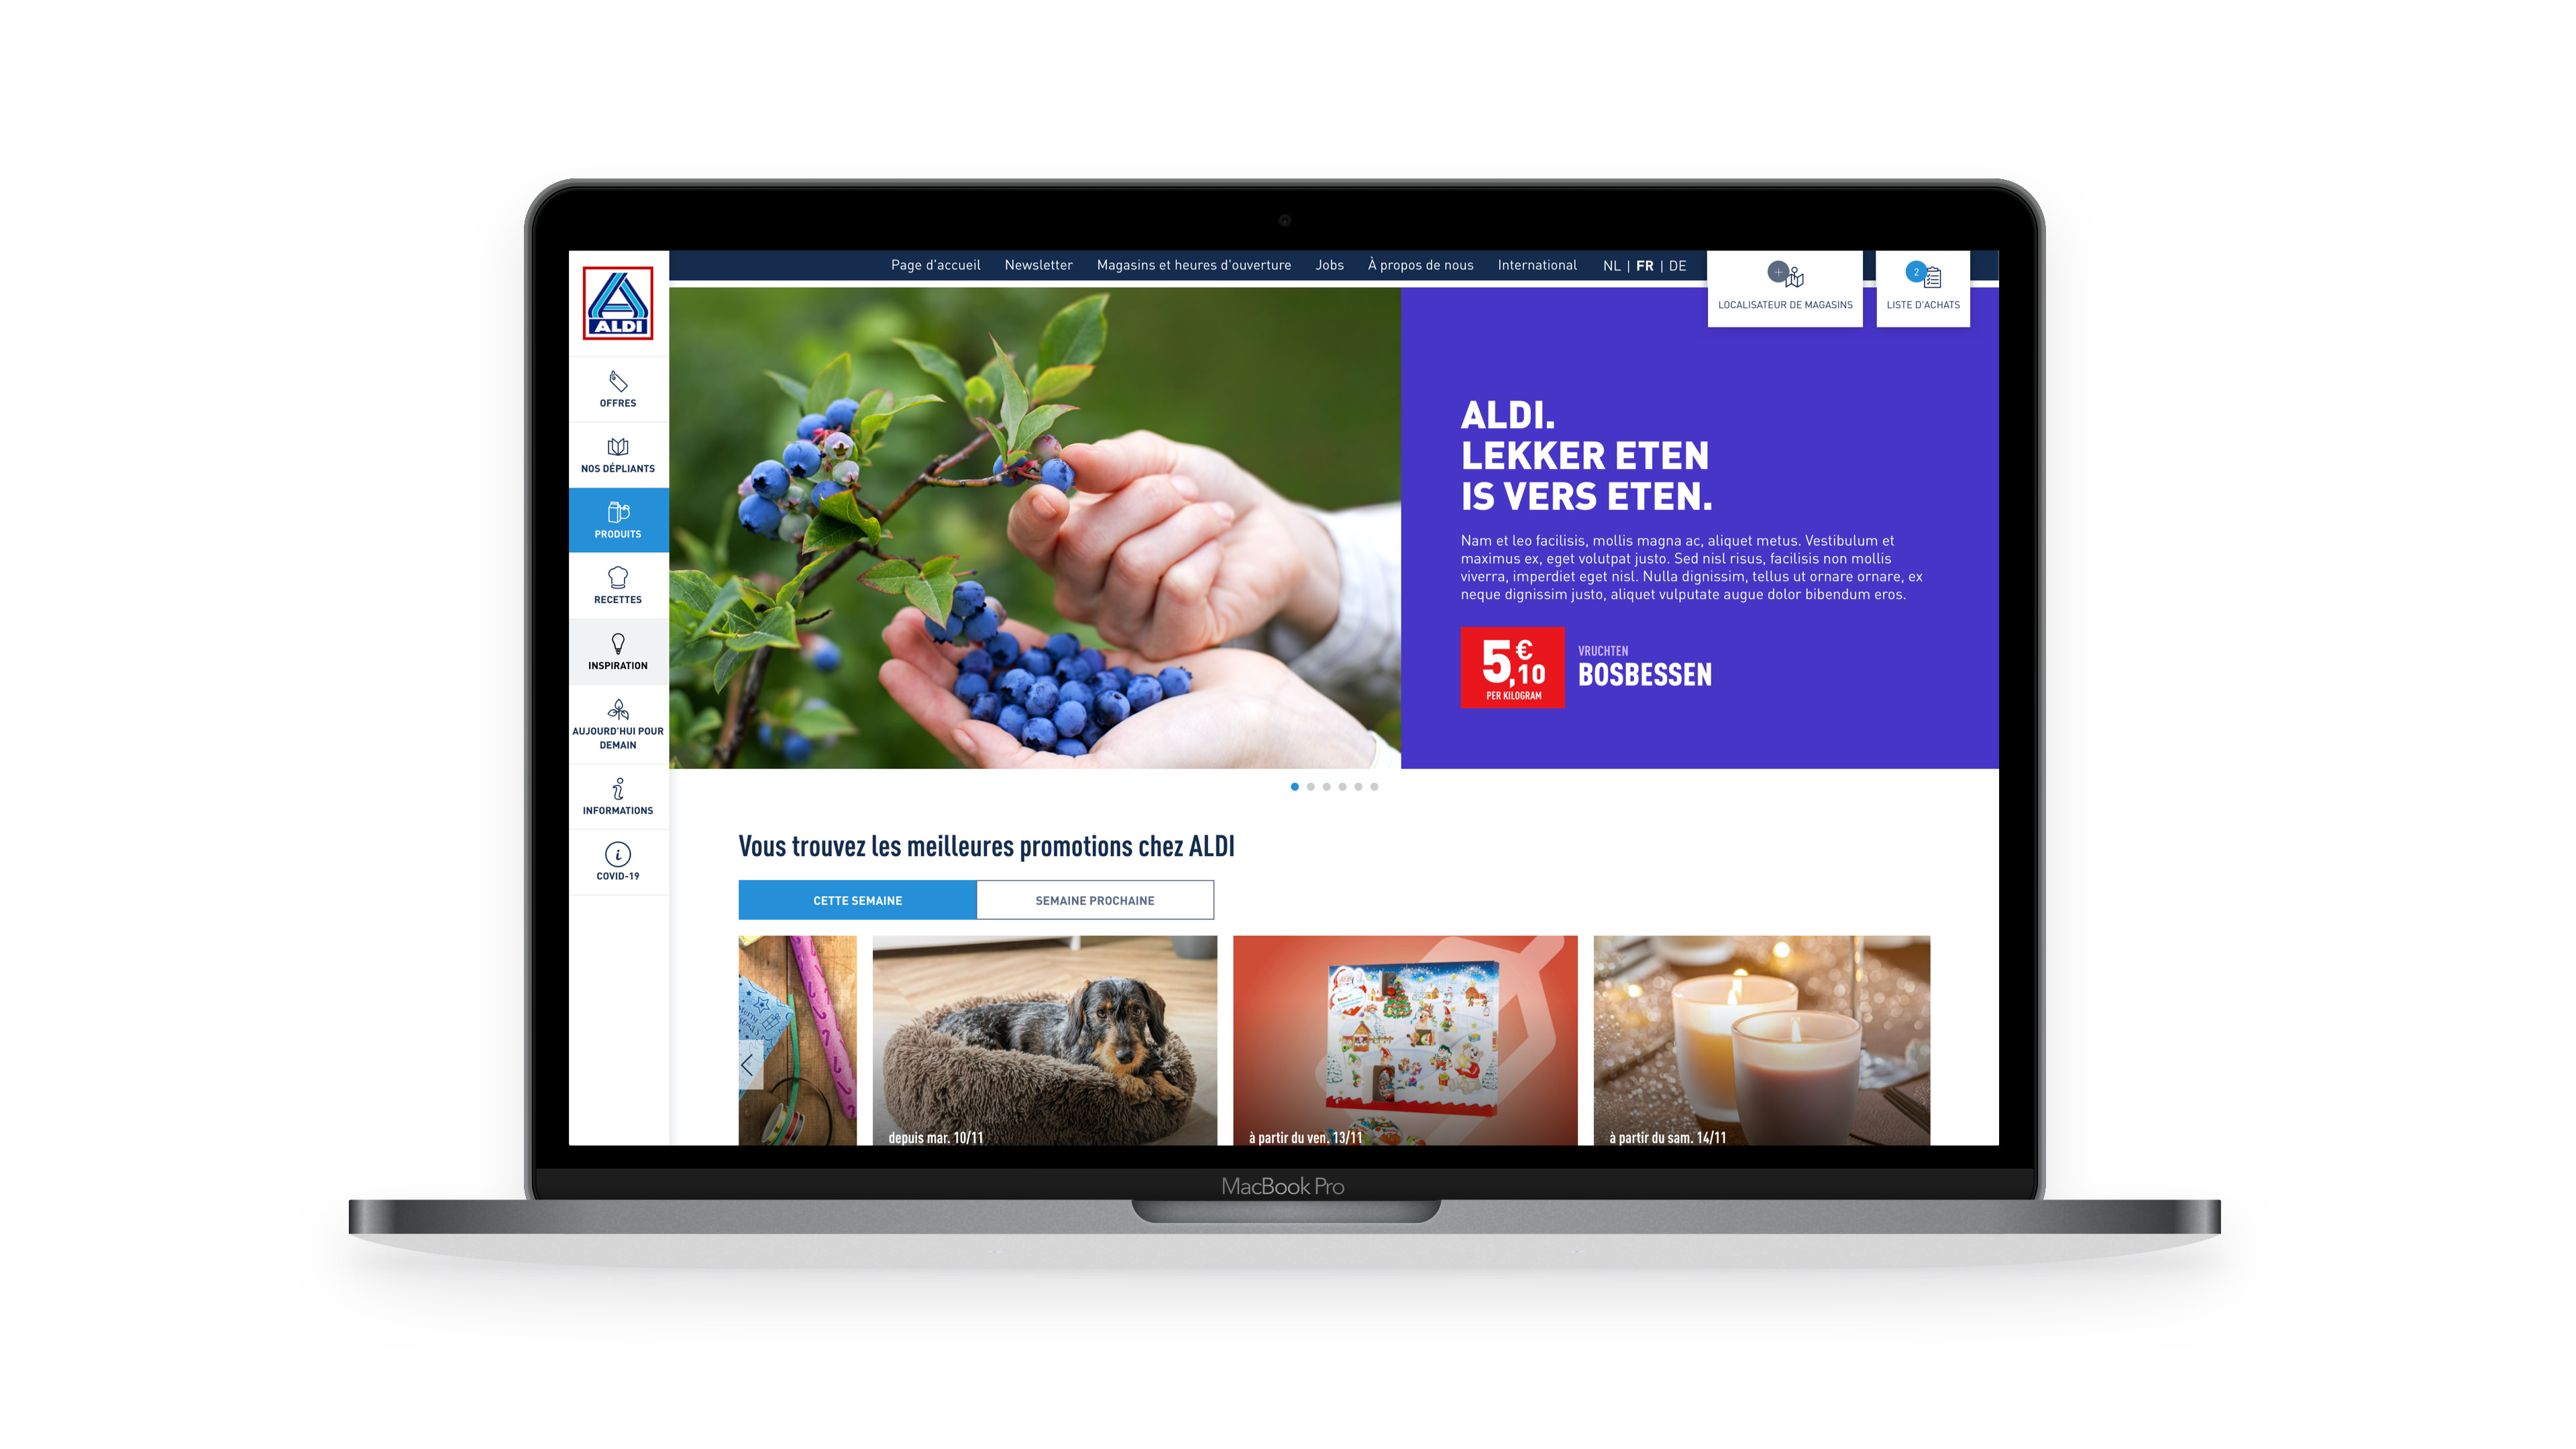 Page d'accueil
Newsletter
Magasins et heures d'ouverture
Jobs
À propos de nous
International
NL | FR | DE
LOCALISATEUR DE MAGASINS
2
LISTE D'ACHATS
ALDI
OFFRES
NOS DÉPLIANTS
PRODUITS
RECETTES
INSPIRATION
AUJOURD'HUI POUR
DEMAIN
INFORMATIONS
COVID-19
ALDI.
LEKKER ETEN
IS VERS ETEN.
Nam et leo facilisis, mollis magna ac, aliquet metus. Vestibulum et
maximus ex, eget volutpat justo. Sed nisl risus, facilisis non mollis
viverra, imperdiet eget nisl. Nulla dignissim, tellus ut ornare ornare, ex
neque dignissim justo, aliquet vulputate augue dolor bibendum eros.
5,10 €
PER KILOGRAM
VRUCHTEN
BOSBESSEN
Vous trouvez les meilleures promotions chez ALDI
CETTE SEMAINE
SEMAINE PROCHAINE
depuis mar. 10/11
à partir du ven. 13/11
à partir du sam. 14/11
MacBook Pro